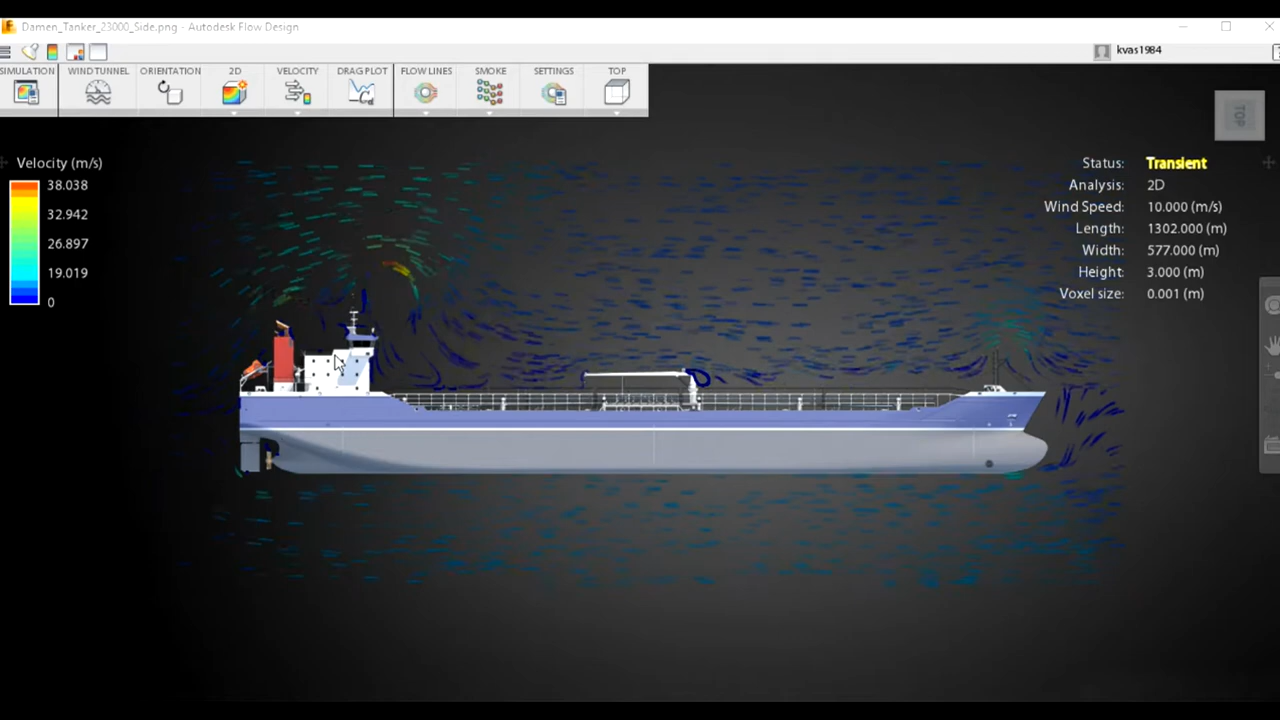 Damen_Tanker_23000_Side.png - Autodesk Flow Design
kvas1984
SIMULATION WIND TUNNEL ORIENTATION 2D VELOCITY DRAG PLOT FLOW LINES SMOKE SETTINGS TOP
TOP
Velocity (m/s)
38.038
32.942
26.897
19.019
0
Status: Transient
Analysis: 2D
Wind Speed: 10.000 (m/s)
Length: 1302.000 (m)
Width: 577.000 (m)
Height: 3.000 (m)
Voxel size: 0.001 (m)